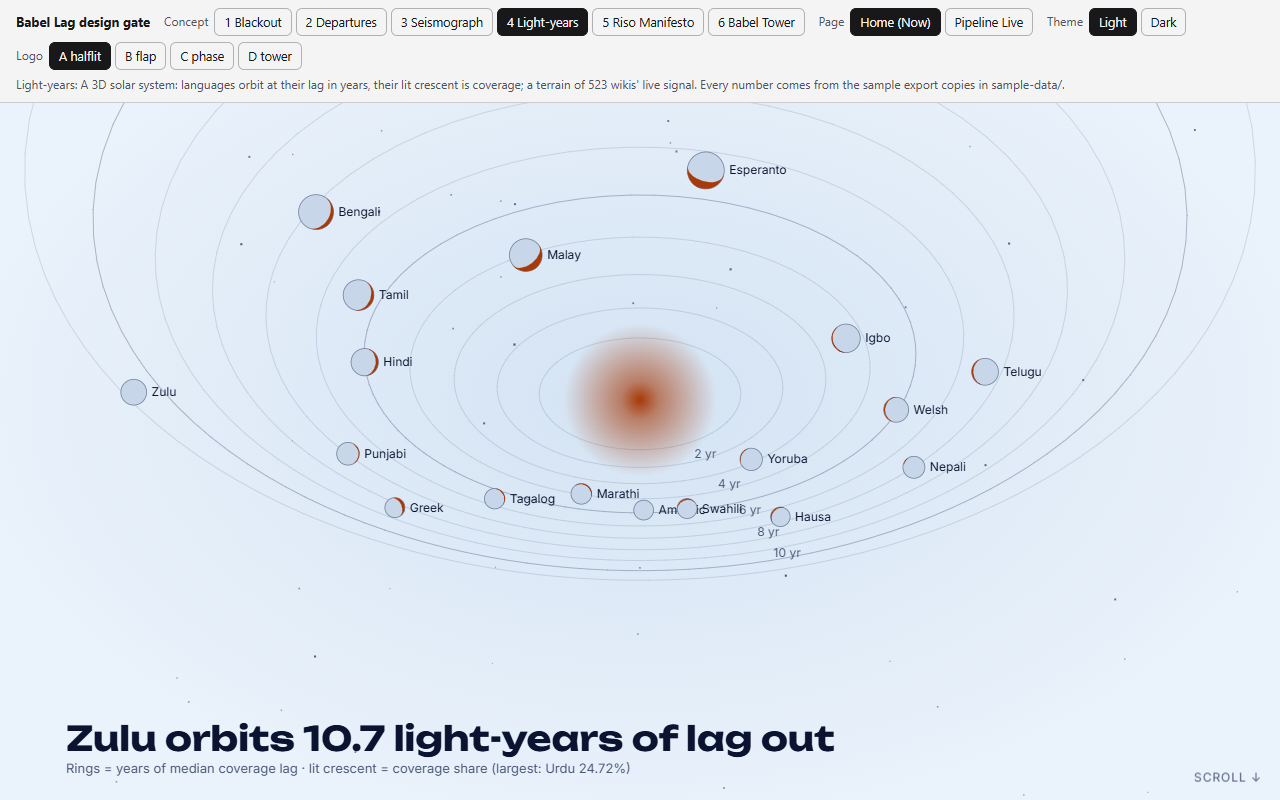 Babel Lag design gate Concept 1 Blackout 2 Departures 3 Seismograph 4 Light-years 5 Riso Manifesto 6 Babel Tower Page Home (Now) Pipeline Live Theme Light Dark
Logo A halflit B flap C phase D tower
Light-years: A 3D solar system: languages orbit at their lag in years, their lit crescent is coverage; a terrain of 523 wikis' live signal. Every number comes from the sample export copies in sample-data/.
Esperanto
Bengali
Malay
Tamil
Igbo
Hindi
Telugu
Zulu
Welsh
Punjabi
2 yr
Yoruba
Nepali
4 yr
Marathi
Tagalog
Greek
Swahili
6 yr
Hausa
8 yr
10 yr
Zulu orbits 10.7 light-years of lag out
Rings = years of median coverage lag · lit crescent = coverage share (largest: Urdu 24.72%)
SCROLL ↓